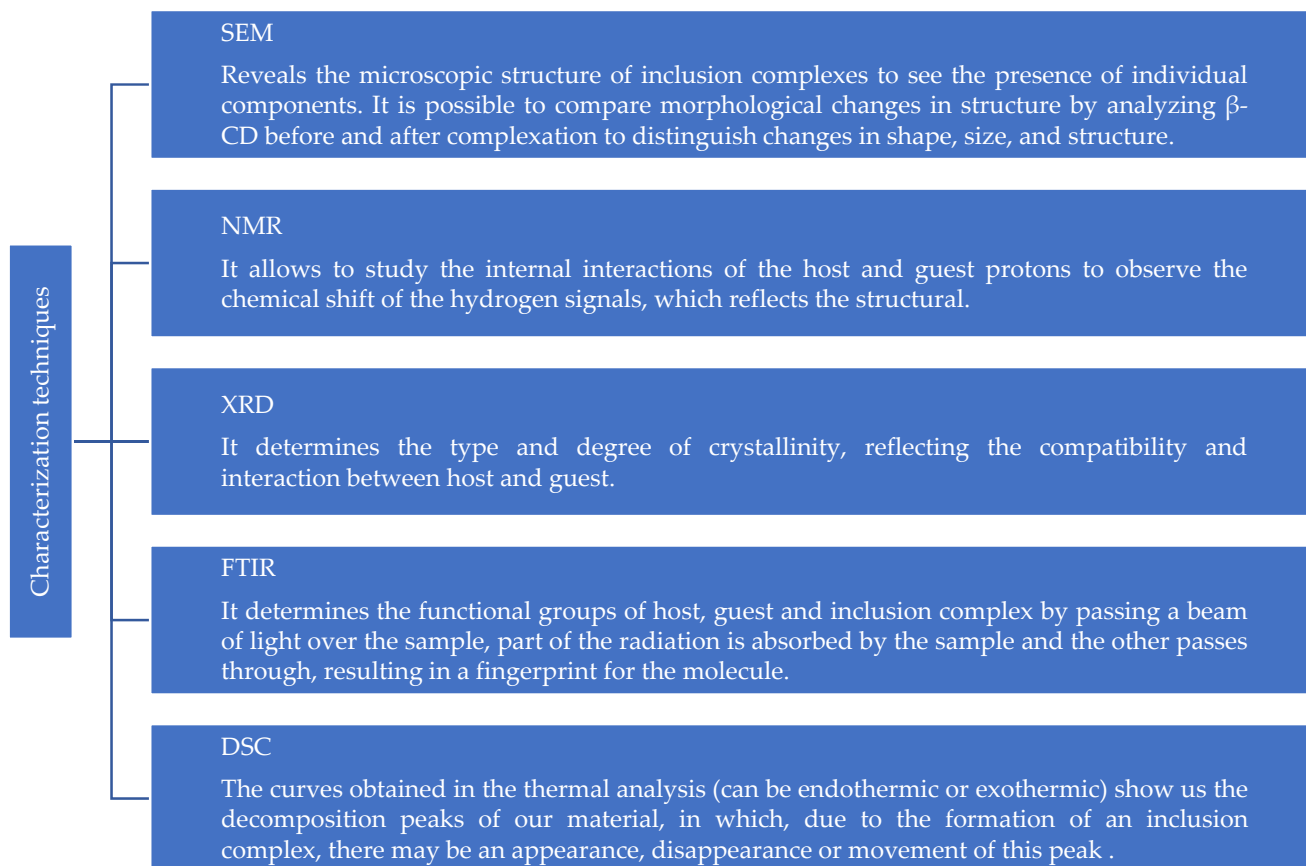 Characterization techniques
SEM
Reveals the microscopic structure of inclusion complexes to see the presence of individual
components. It is possible to compare morphological changes in structure by analyzing β-
CD before and after complexation to distinguish changes in shape, size, and structure.
NMR
It allows to study the internal interactions of the host and guest protons to observe the
chemical shift of the hydrogen signals, which reflects the structural.
XRD
It determines the type and degree of crystallinity, reflecting the compatibility and
interaction between host and guest.
FTIR
It determines the functional groups of host, guest and inclusion complex by passing a beam
of light over the sample, part of the radiation is absorbed by the sample and the other passes
through, resulting in a fingerprint for the molecule.
DSC
The curves obtained in the thermal analysis (can be endothermic or exothermic) show us the
decomposition peaks of our material, in which, due to the formation of an inclusion
complex, there may be an appearance, disappearance or movement of this peak .